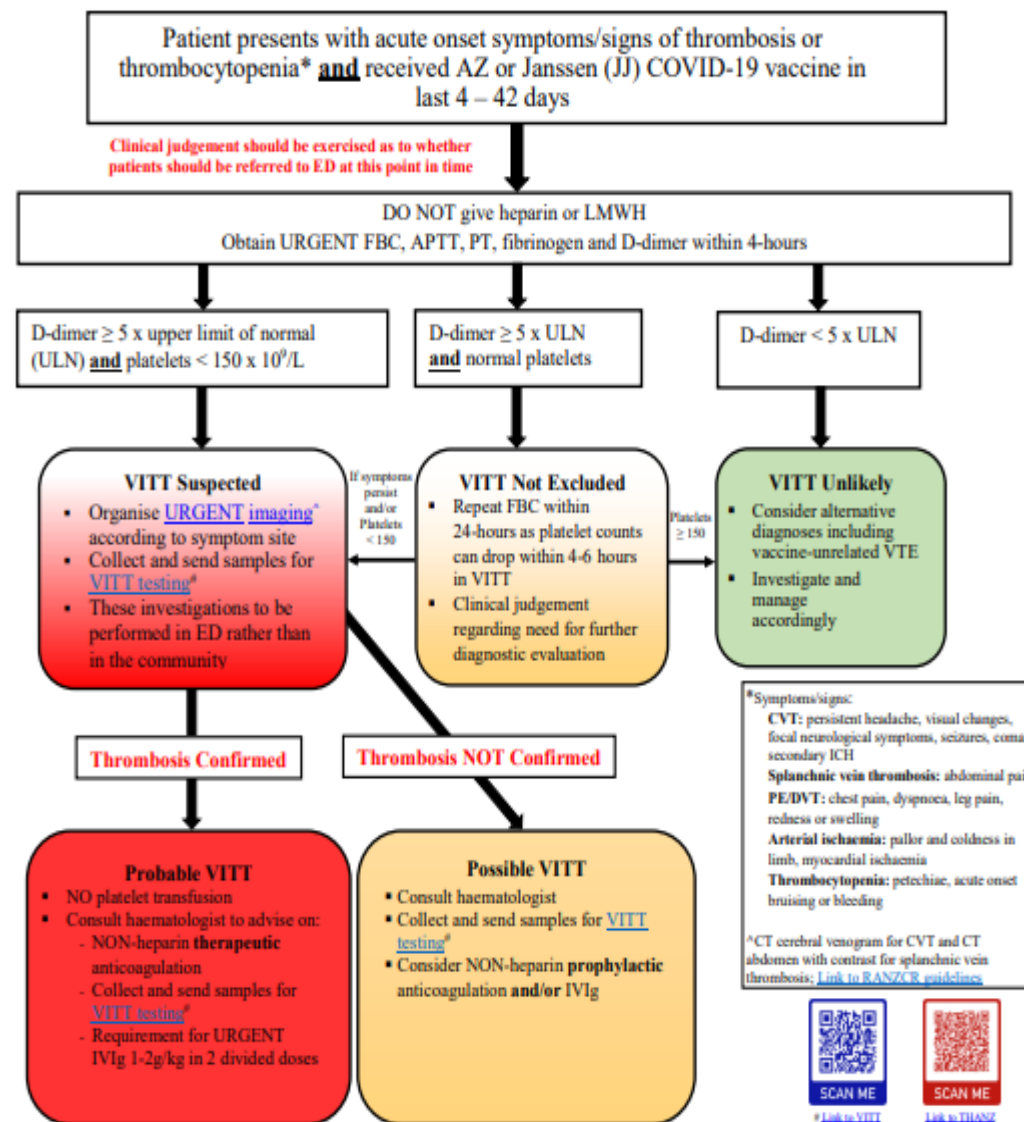 Patient presents with acute onset symptoms/signs of thrombosis or
thrombocytopenia* and received AZ or Janssen (JJ) COVID-19 vaccine in
last 4 – 42 days
Clinical judgement should be exercised as to whether
patients should be referred to ED at this point in time
DO NOT give heparin or LMWH
Obtain URGENT FBC, APTT, PT, fibrinogen and D-dimer within 4-hours
D-dimer ≥ 5 x upper limit of normal
(ULN) and platelets < 150 x 10⁹/L
D-dimer ≥ 5 x ULN
and normal platelets
D-dimer < 5 x ULN
VITT Suspected
▪ Organise URGENT imaging^
according to symptom site
▪ Collect and send samples for
VITT testing#
▪ These investigations to be
performed in ED rather than
in the community
If symptoms
persist
and/or
Platelets
< 150
VITT Not Excluded
▪ Repeat FBC within
24-hours as platelet counts
can drop within 4-6 hours
in VITT
▪ Clinical judgement
regarding need for further
diagnostic evaluation
Platelets
≥ 150
VITT Unlikely
▪ Consider alternative
diagnoses including
vaccine-unrelated VTE
▪ Investigate and
manage
accordingly
Thrombosis Confirmed
Thrombosis NOT Confirmed
Probable VITT
▪ NO platelet transfusion
▪ Consult haematologist to advise on:
- NON-heparin therapeutic
anticoagulation
- Collect and send samples for
VITT testing#
- Requirement for URGENT
IVIg 1-2g/kg in 2 divided doses
Possible VITT
▪ Consult haematologist
▪ Collect and send samples for VITT
testing#
▪ Consider NON-heparin prophylactic
anticoagulation and/or IVIg
*Symptoms/signs:
CVT: persistent headache, visual changes,
focal neurological symptoms, seizures, coma
secondary ICH
Splanchnic vein thrombosis: abdominal pai
PE/DVT: chest pain, dyspnoea, leg pain,
redness or swelling
Arterial ischaemia: pallor and coldness in
limb, myocardial ischaemia
Thrombocytopenia: petechiae, acute onset
bruising or bleeding
^CT cerebral venogram for CVT and CT
abdomen with contrast for splanchnic vein
thrombosis; Link to RANZCR guidelines
SCAN ME
SCAN ME
# Link to VITT
Link to THANZ